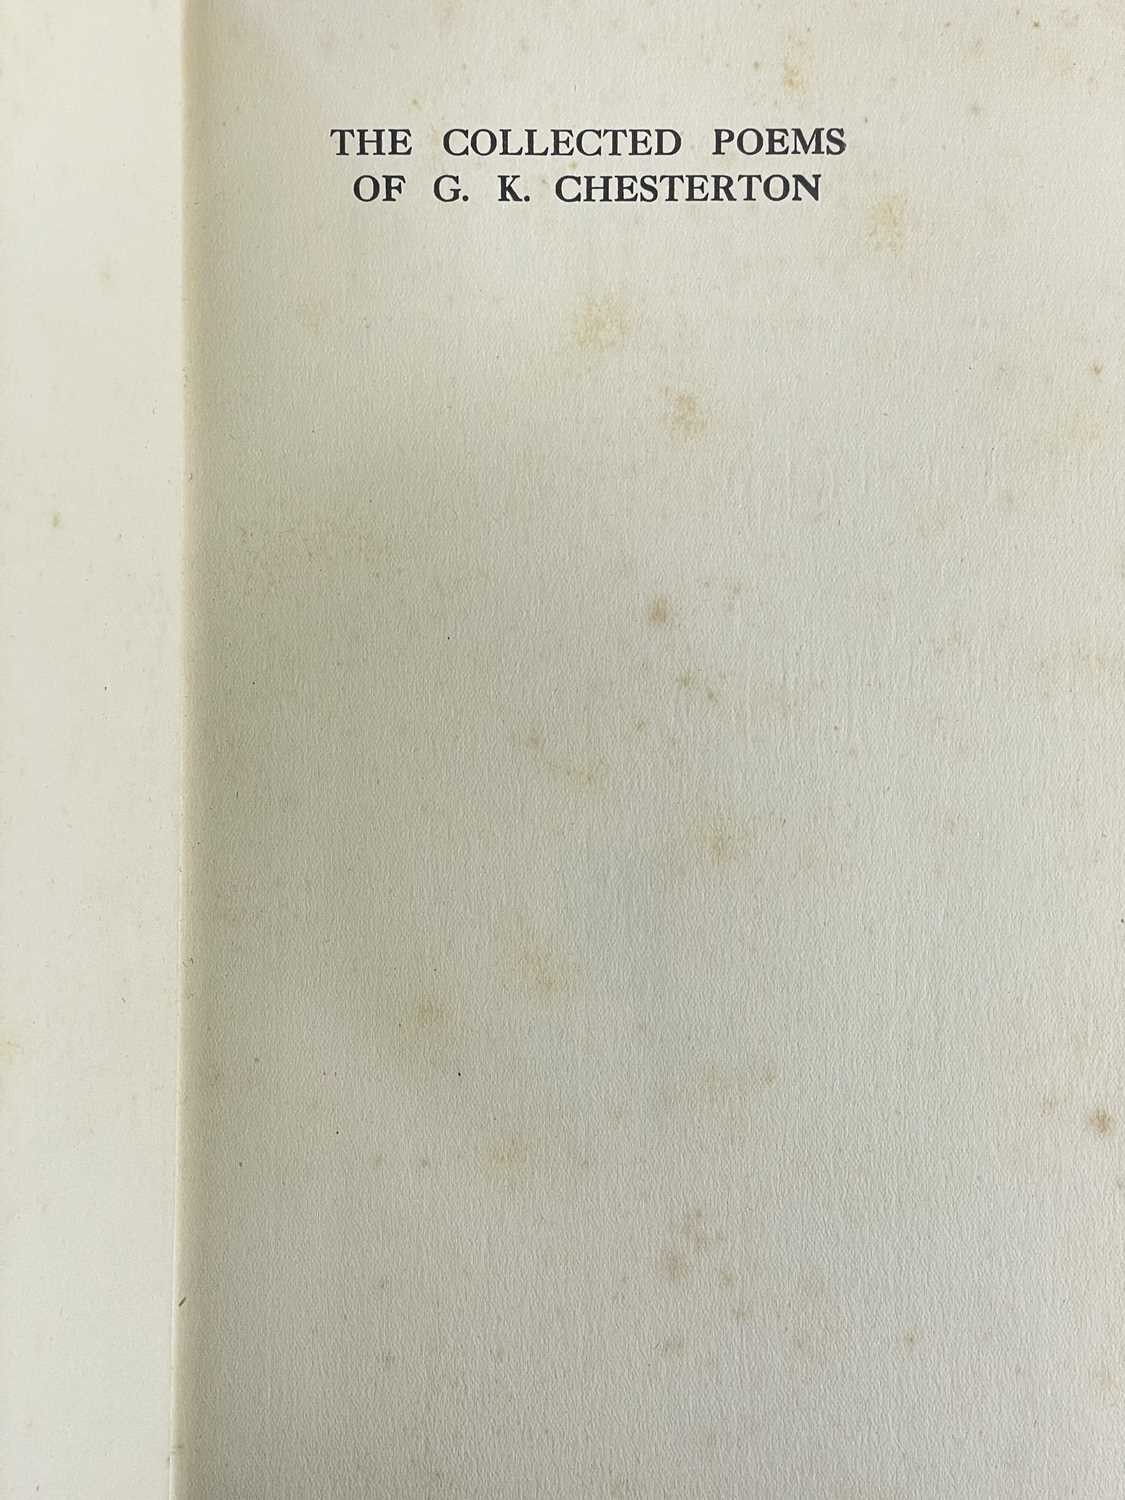 THE COLLECTED POEMS
OF G. K. CHESTERTON